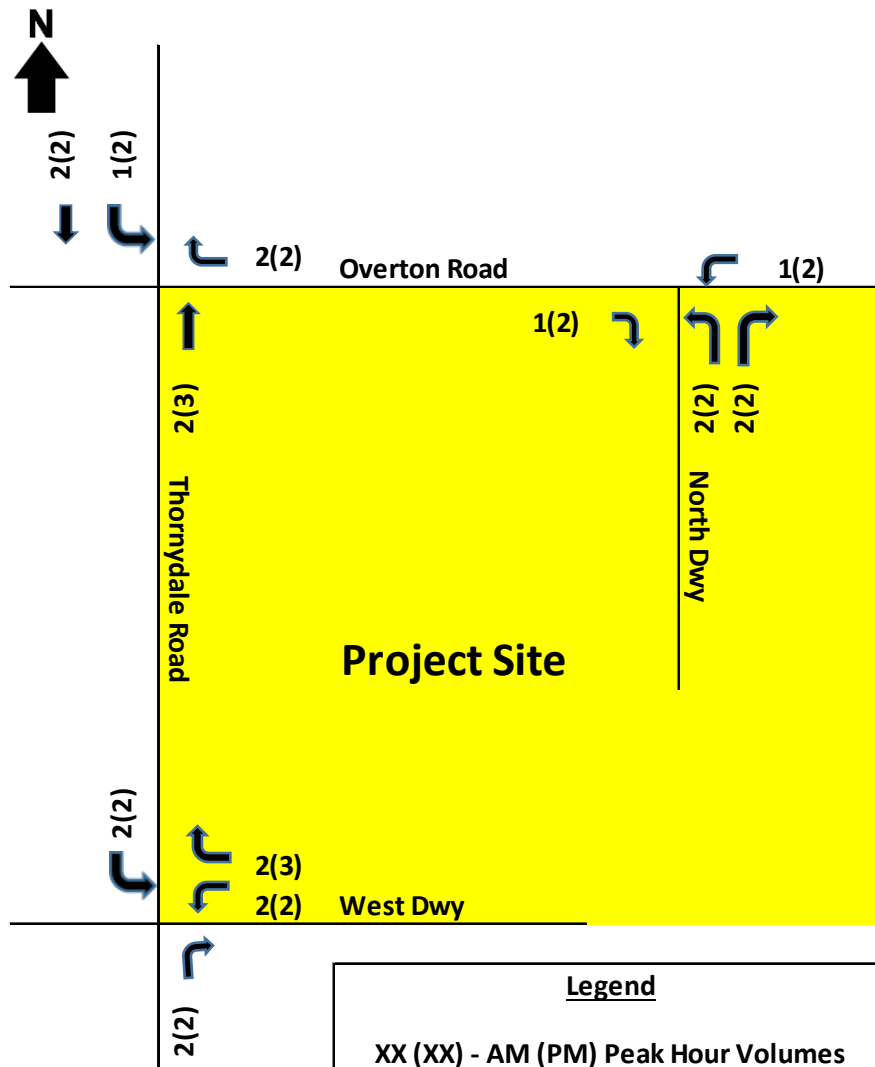 N
2(2)
1(2)
2(2)
Overton Road
1(2)
1(2)
2(3)
2(2)
2(2)
Thornydale Road
North Dwy
Project Site
2(2)
2(3)
2(2)
West Dwy
2(2)
Legend
XX (XX) - AM (PM) Peak Hour Volumes